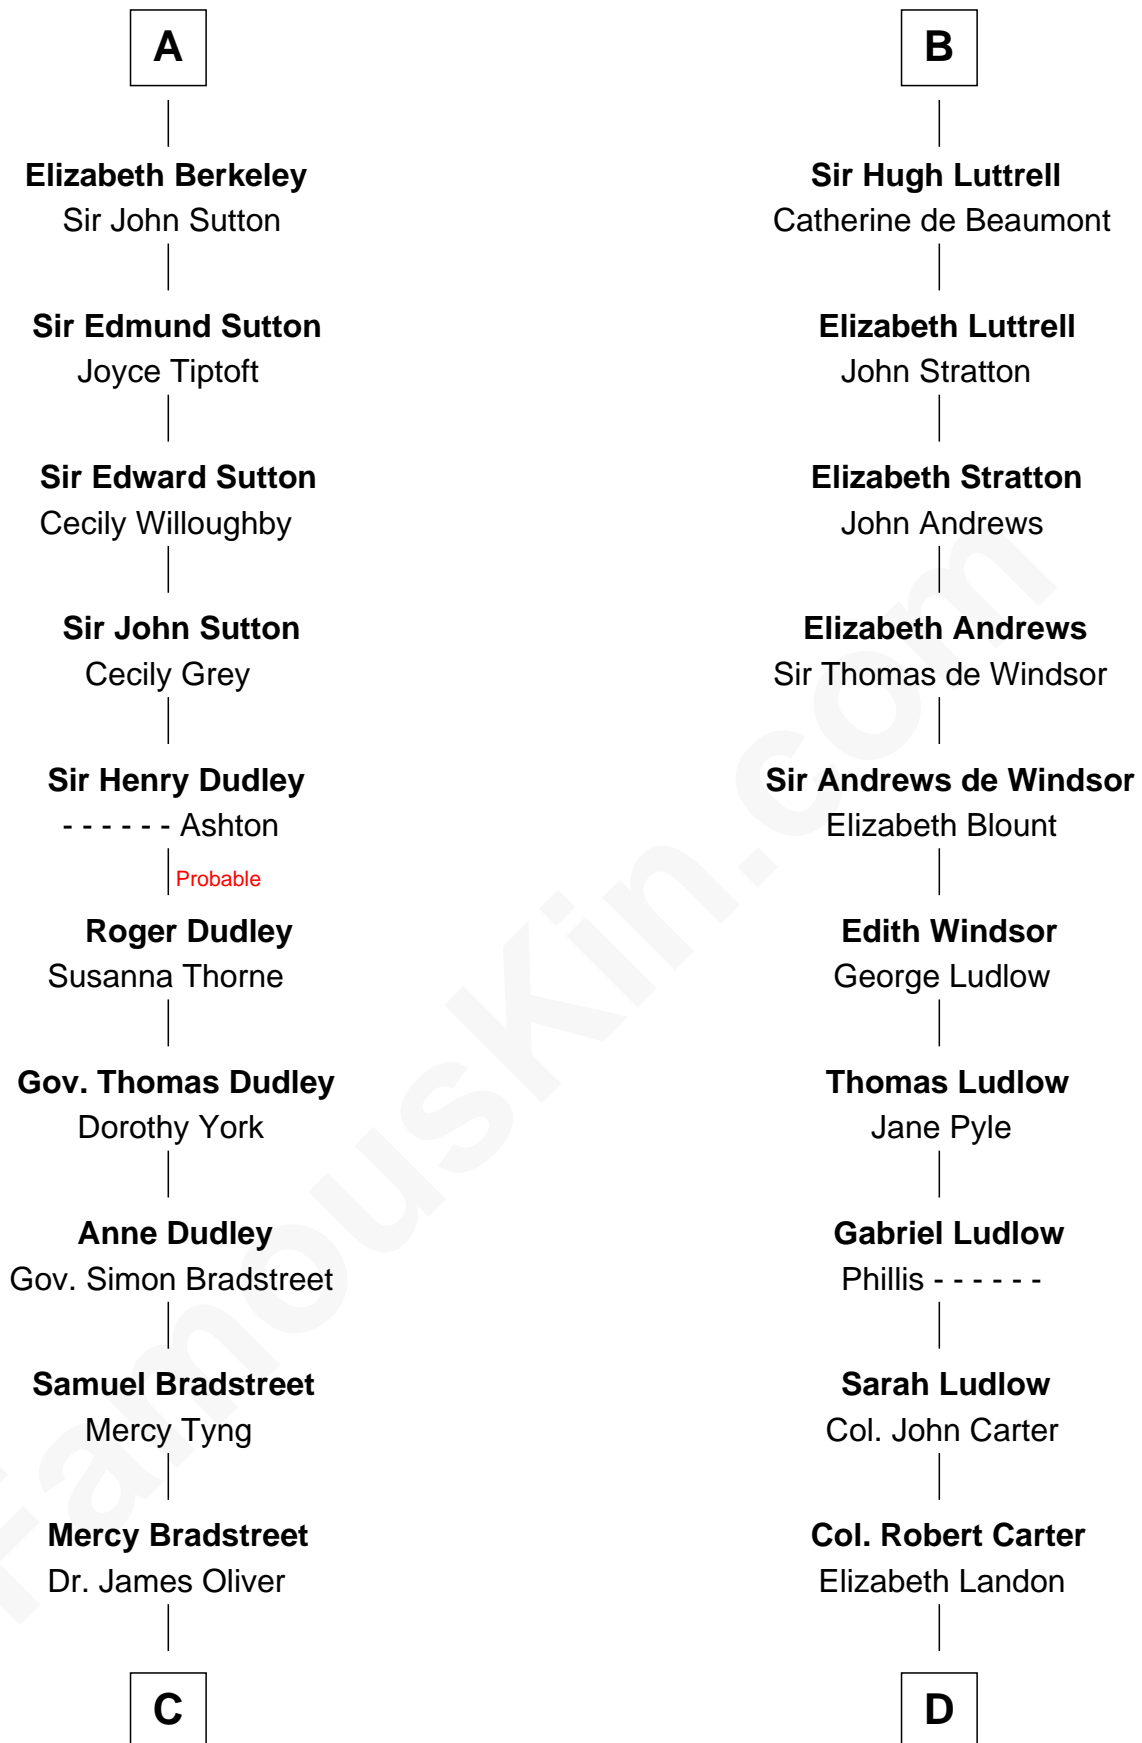 A
Elizabeth Berkeley
Sir John Sutton
Sir Edmund Sutton
Joyce Tiptoft
Sir Edward Sutton
Cecily Willoughby
Sir John Sutton
Cecily Grey
Sir Henry Dudley
- - - - - - Ashton
Probable
Roger Dudley
Susanna Thorne
Gov. Thomas Dudley
Dorothy York
Anne Dudley
Gov. Simon Bradstreet
Samuel Bradstreet
Mercy Tyng
Mercy Bradstreet
Dr. James Oliver
C
B
Sir Hugh Luttrell
Catherine de Beaumont
Elizabeth Luttrell
John Stratton
Elizabeth Stratton
John Andrews
Elizabeth Andrews
Sir Thomas de Windsor
Sir Andrews de Windsor
Elizabeth Blount
Edith Windsor
George Ludlow
Thomas Ludlow
Jane Pyle
Gabriel Ludlow
Phillis - - - - - -
Sarah Ludlow
Col. John Carter
Col. Robert Carter
Elizabeth Landon
D
FamousKin.com